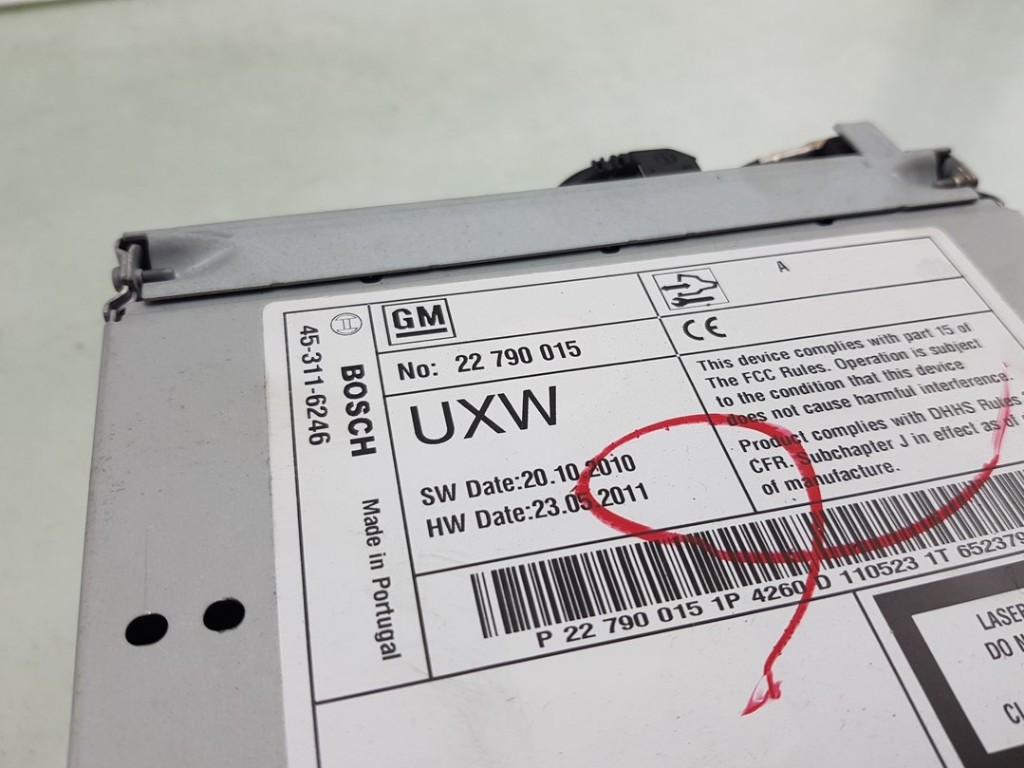 GM
No: 22 790 015
UXW
SW Date:20.10.2010
HW Date:23.05.2011
A
CE
This device complies with part 15 of
The FCC Rules. Operation is subject
to the condition that this device
does not cause harmful interference
Product complies with DHHS Rules
CFR. Subchapter J in effect as of
of manufacture.
P 22 790 015 1P 4260 D 110523 1T 652379
BOSCH Made in Portugal
45-311-6246
LASER
DO